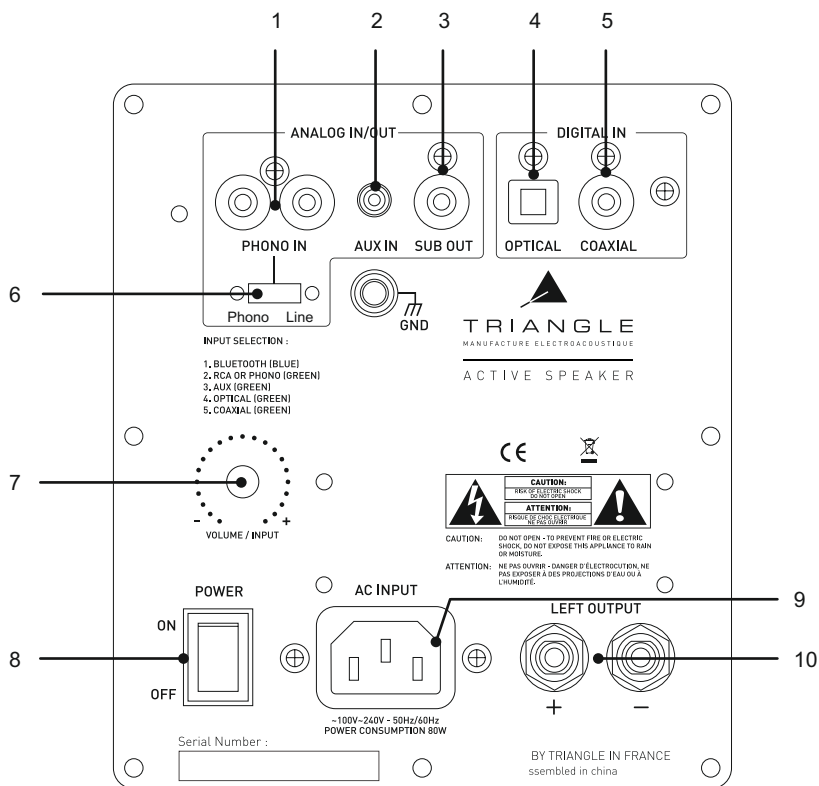 1 2 3 4 5
ANALOG IN/OUT
DIGITAL IN
PHONO IN
AUX IN
SUB OUT
OPTICAL
COAXIAL
6
Phono
Line
GND
TRIANGLE
MANUFACTURE ELECTROACOUSTIQUE
ACTIVE SPEAKER
INPUT SELECTION :
1. BLUETOOTH (BLUE)
2. RCA OR PHONO (GREEN)
3. AUX (GREEN)
4. OPTICAL (GREEN)
5. COAXIAL (GREEN)
7
–
+
VOLUME / INPUT
CE
CAUTION:
RISK OF ELECTRIC SHOCK
DO NOT OPEN
ATTENTION:
RISQUE DE CHOC ELECTRIQUE
NE PAS OUVRIR
CAUTION: DO NOT OPEN - TO PREVENT FIRE OR ELECTRIC
SHOCK, DO NOT EXPOSE THIS APPLIANCE TO RAIN
OR MOISTURE.
ATTENTION: NE PAS OUVRIR - DANGER D'ÉLECTROCUTION, NE
PAS EXPOSER À DES PROJECTIONS D'EAU OU À
L'HUMIDITÉ.
POWER
ON
OFF
8
AC INPUT
9
~100V~240V - 50Hz/60Hz
POWER CONSUMPTION 80W
LEFT OUTPUT
10
+
–
Serial Number :
BY TRIANGLE IN FRANCE
ssembled in china